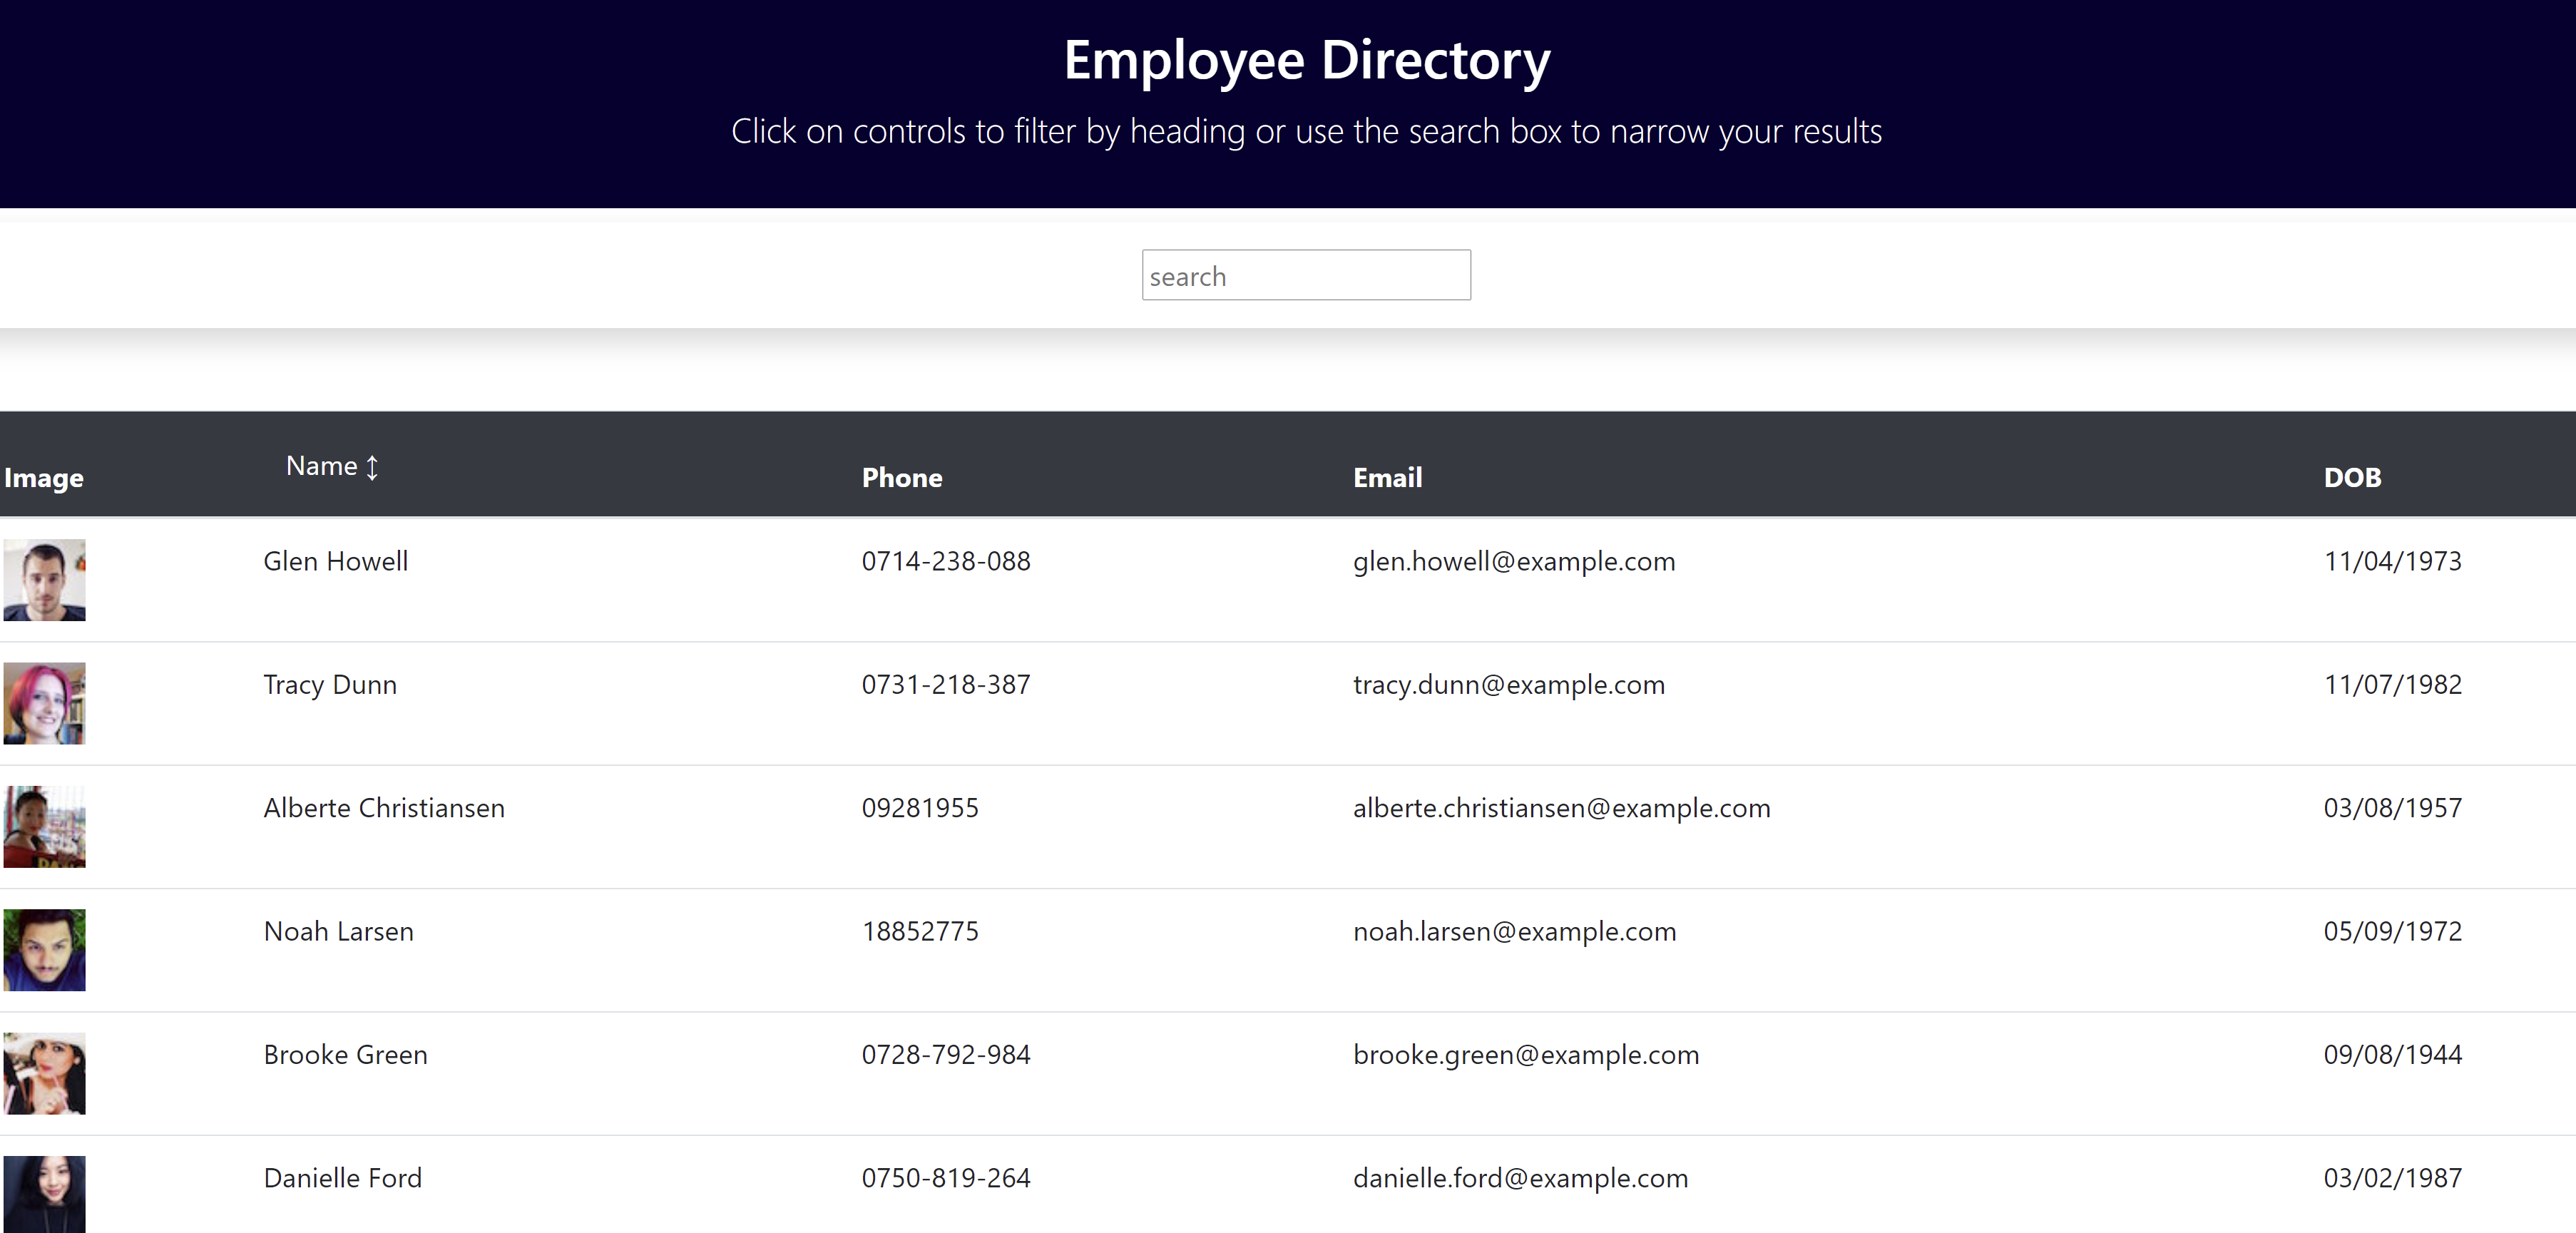 Employee Directory
Click on controls to filter by heading or use the search box to narrow your results
search
Image Name ↕ Phone Email DOB
Glen Howell 0714-238-088 glen.howell@example.com 11/04/1973
Tracy Dunn 0731-218-387 tracy.dunn@example.com 11/07/1982
Alberte Christiansen 09281955 alberte.christiansen@example.com 03/08/1957
Noah Larsen 18852775 noah.larsen@example.com 05/09/1972
Brooke Green 0728-792-984 brooke.green@example.com 09/08/1944
Danielle Ford 0750-819-264 danielle.ford@example.com 03/02/1987